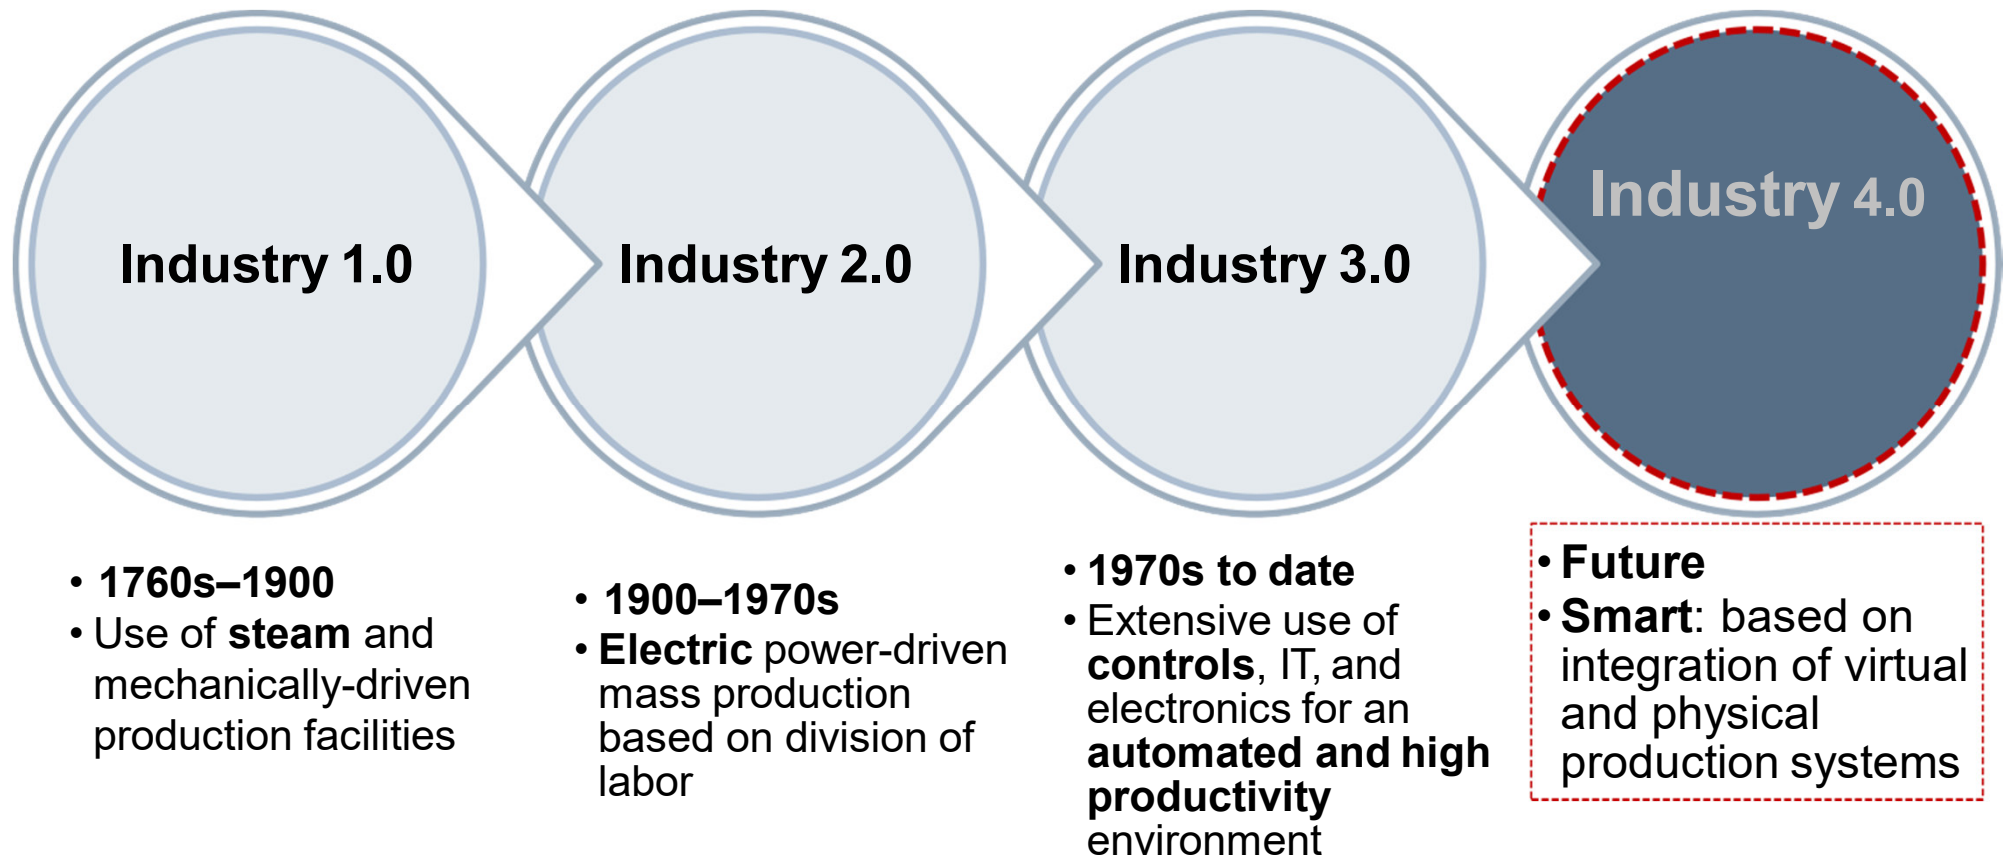 Industry 1.0
Industry 2.0
Industry 3.0
Industry 4.0
• 1760s–1900
• Use of steam and
mechanically-driven
production facilities
• 1900–1970s
• Electric power-driven
mass production
based on division of
labor
• 1970s to date
• Extensive use of
controls, IT, and
electronics for an
automated and high
productivity
environment
• Future
• Smart: based on
integration of virtual
and physical
production systems